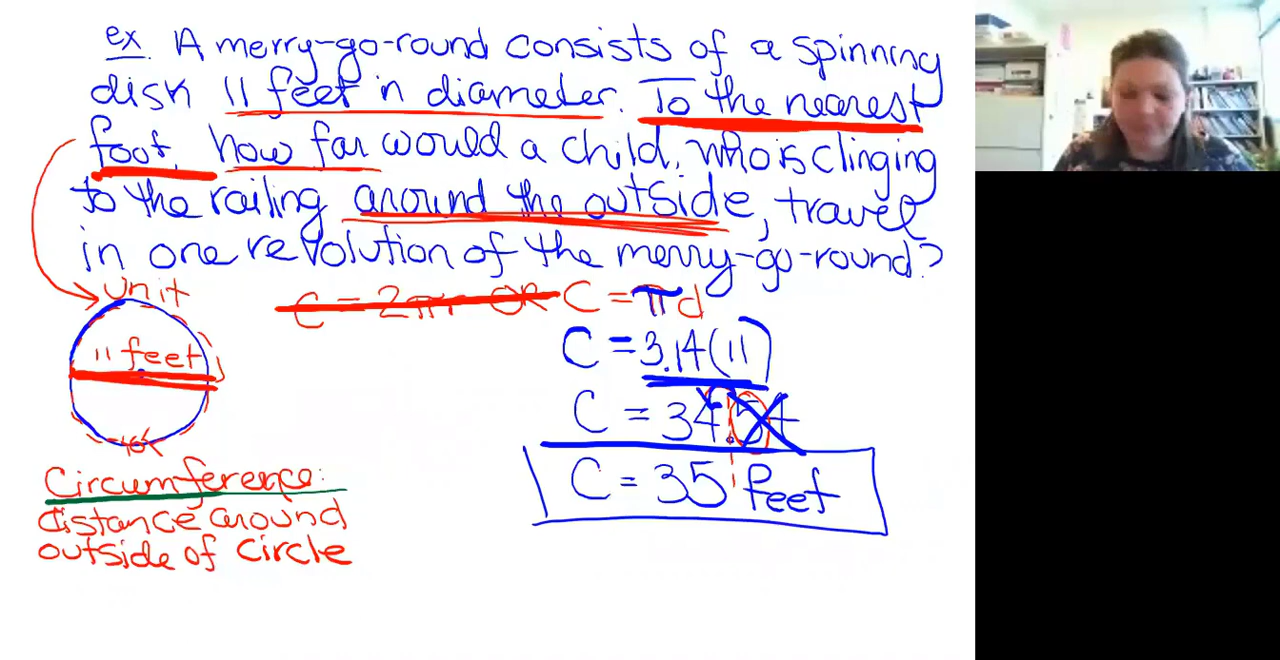 ex. A merry-go-round consists of a spinning
disk 11 feet in diameter. To the nearest
foot, how far would a child, who is clinging
to the railing around the outside, travel
in one revolution of the merry-go-round?
unit
C = 2πr OR C = πd
11 feet
C = 3.14(11)
C = 34.54
C = 35 feet
Circumference:
distance around
outside of circle